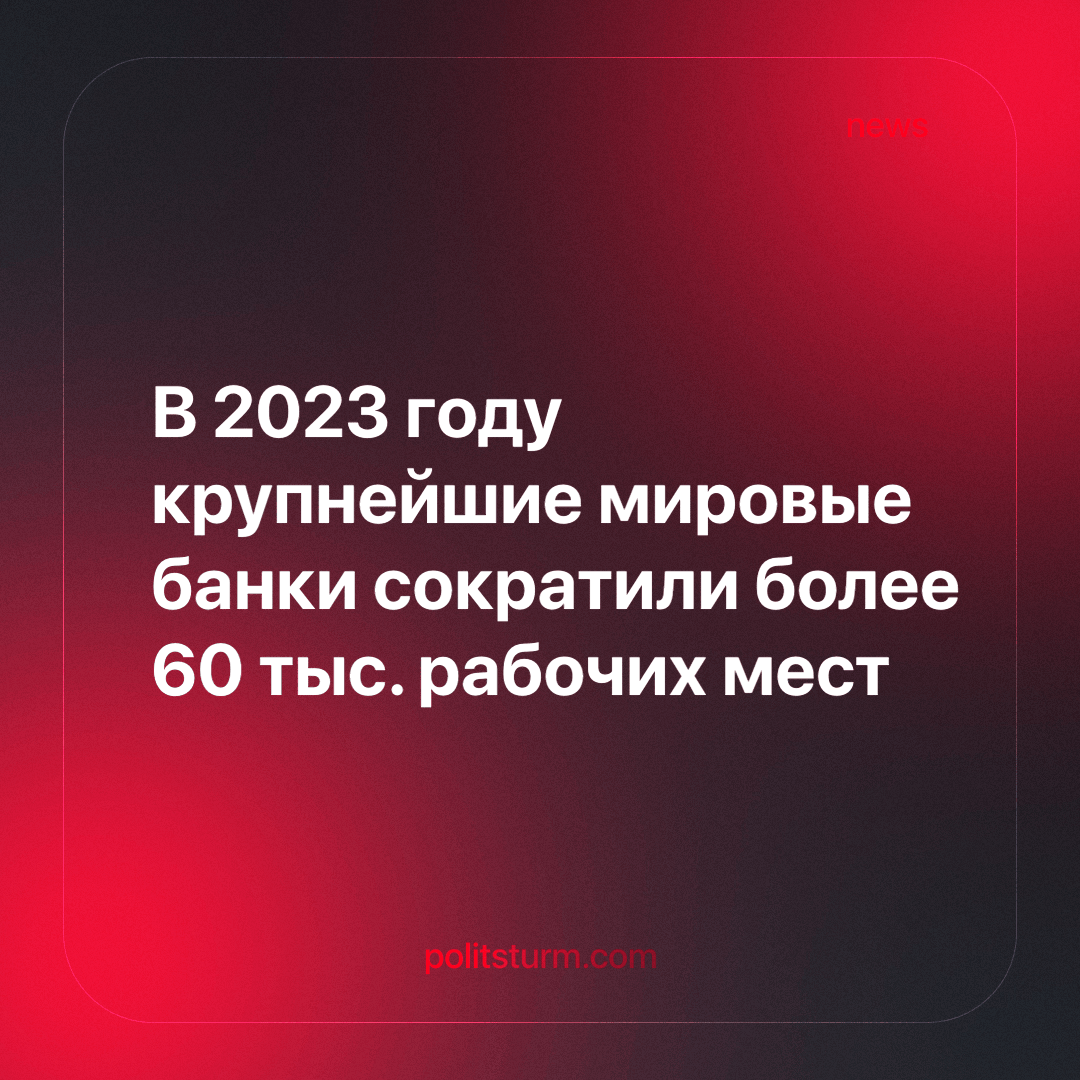 news
В 2023 году
крупнейшие мировые
банки сократили более
60 тыс. рабочих мест
politsturm.com